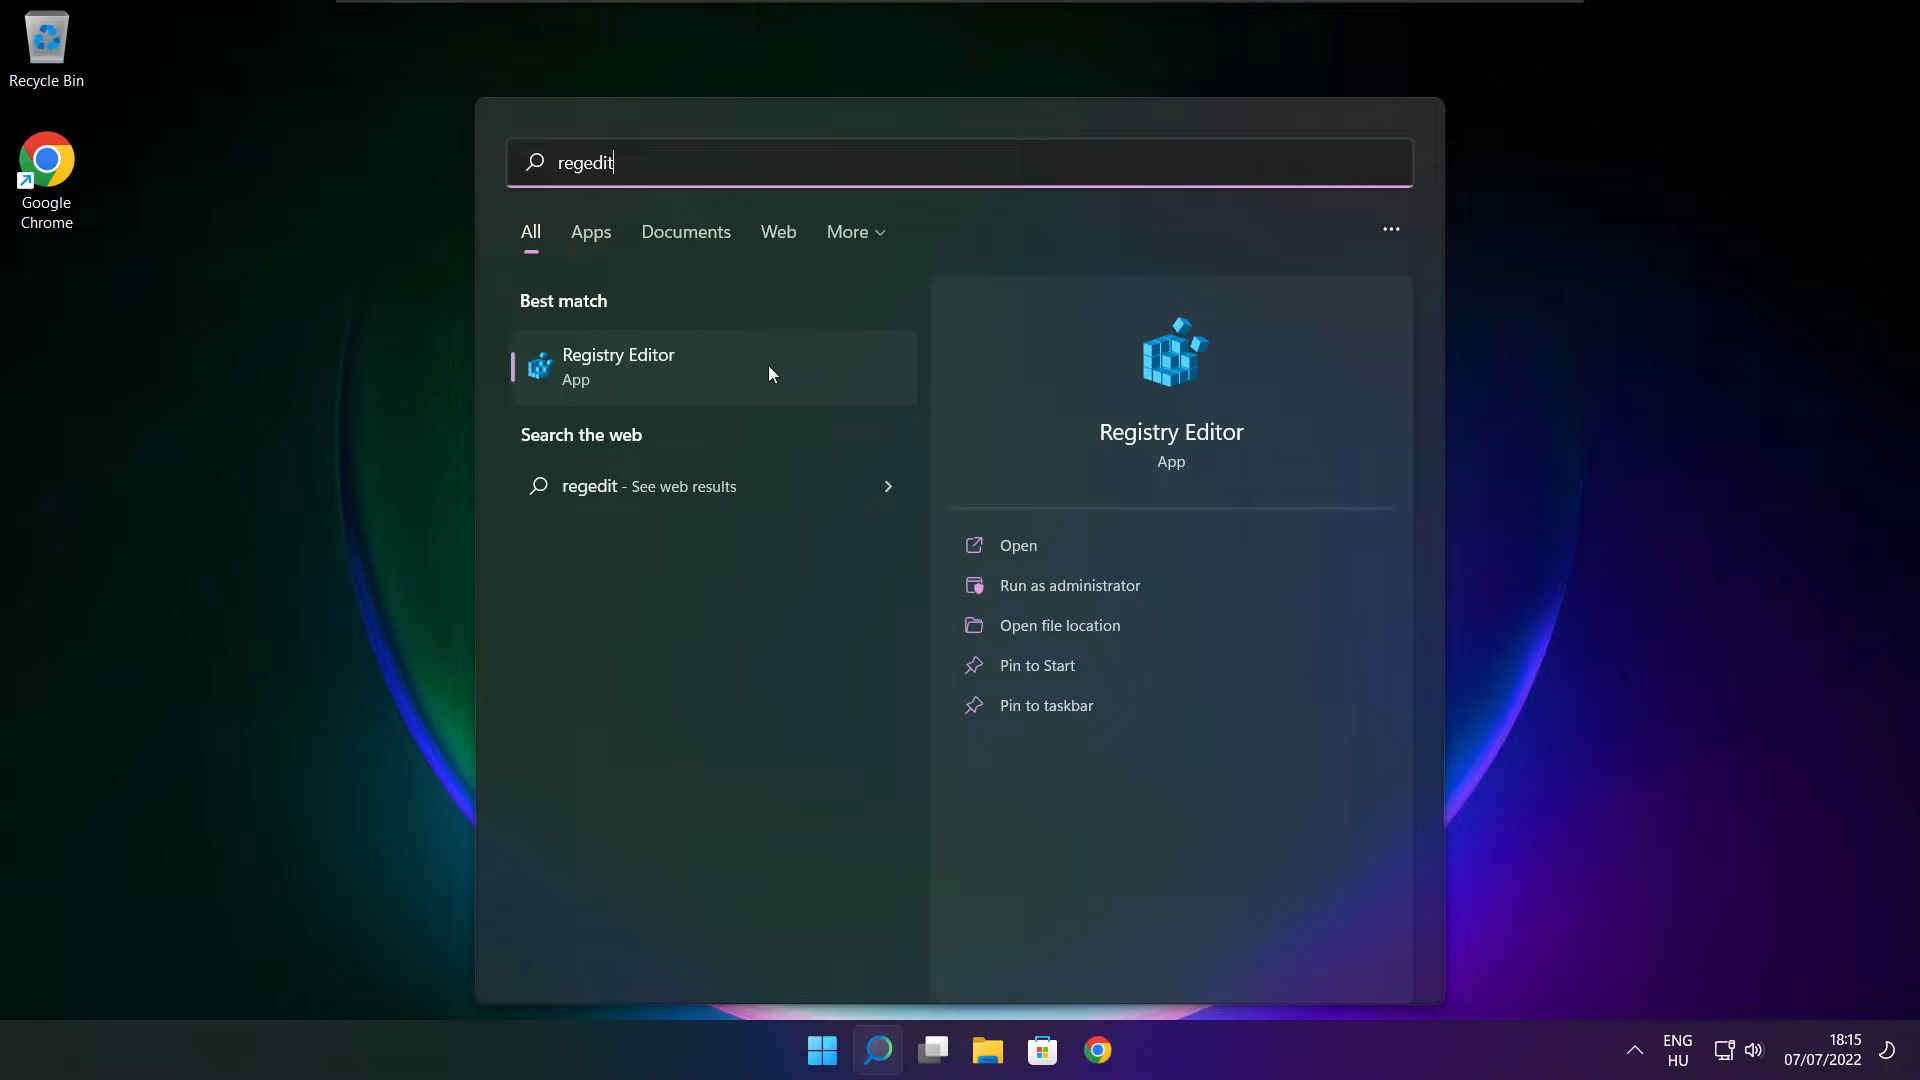 Recycle Bin
Google
Chrome
regedit
All Apps Documents Web More
Best match
Registry Editor
App
Search the web
regedit - See web results
Registry Editor
App
Open
Run as administrator
Open file location
Pin to Start
Pin to taskbar
ENG
HU
18:15
07/07/2022